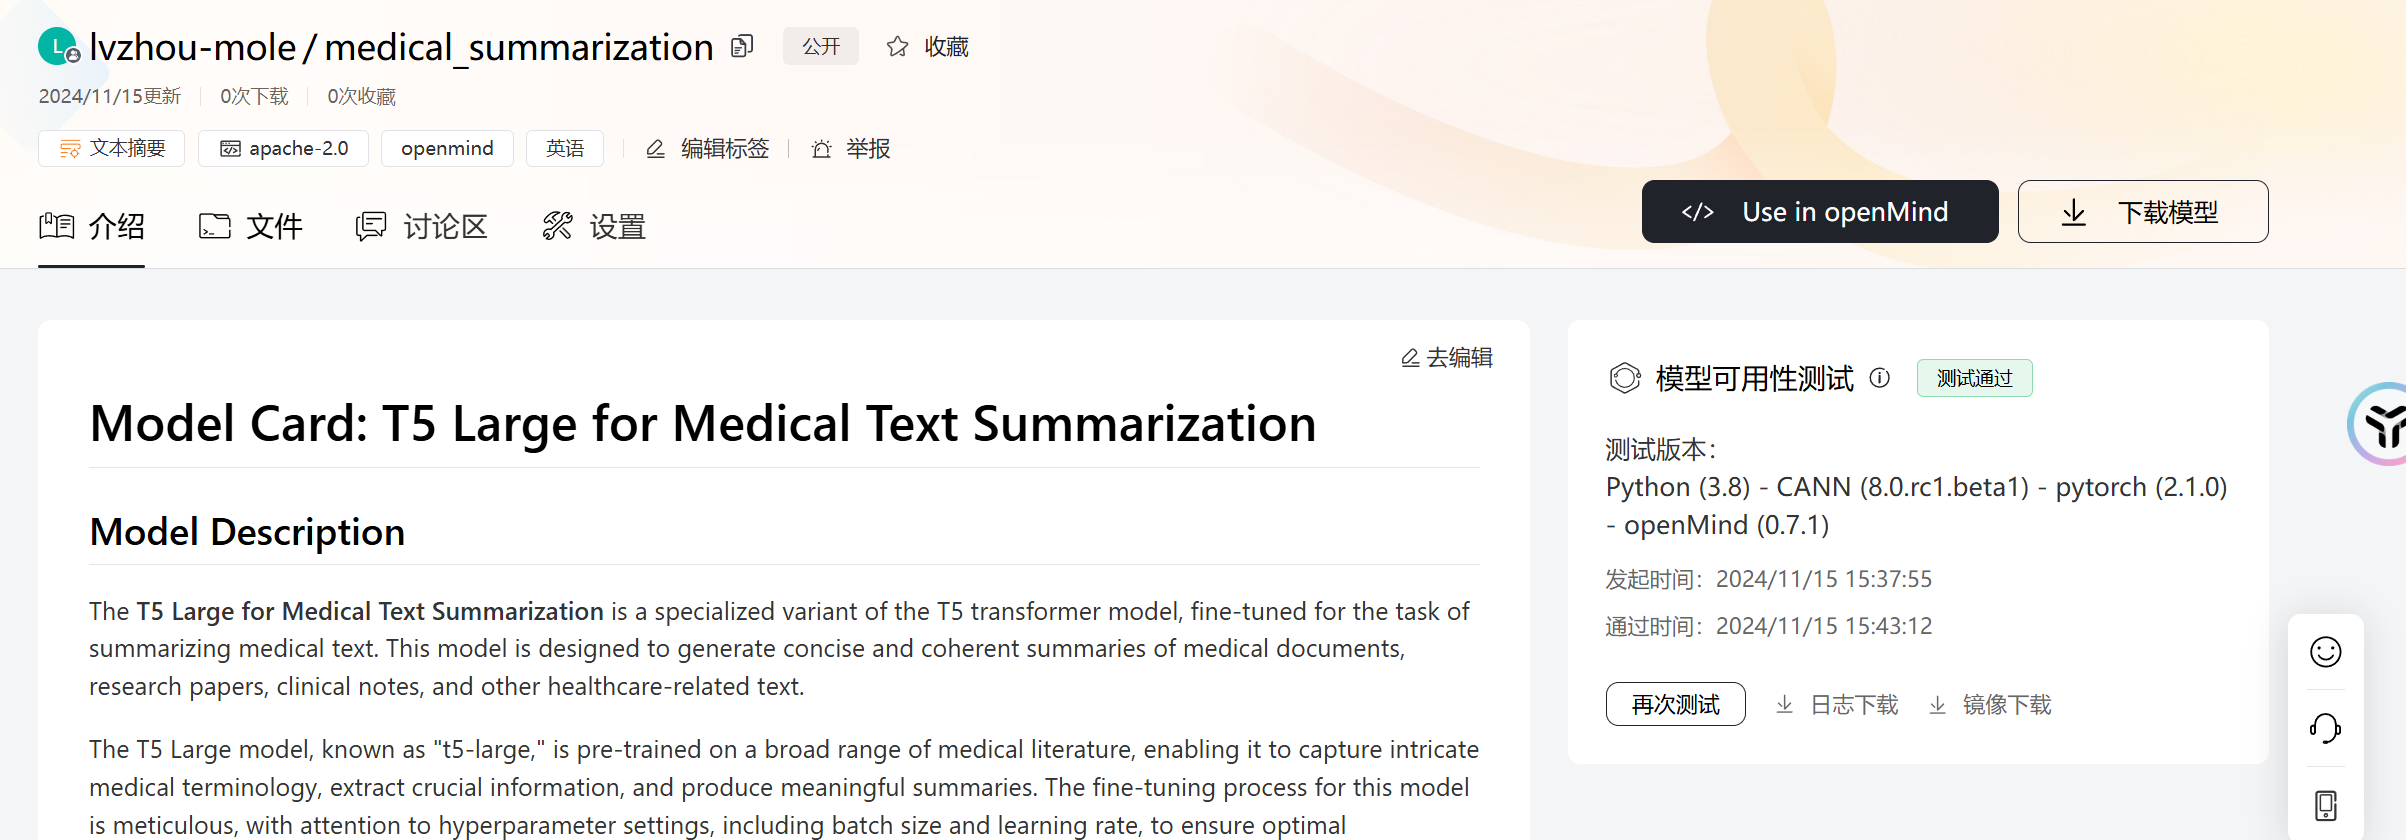 L lvzhou-mole / medical_summarization 公开 收藏
2024/11/15更新 0次下载 0次收藏
文本摘要 apache-2.0 openmind 英语 编辑标签 举报
介绍 文件 讨论区 设置 </> Use in openMind 下载模型
去编辑
Model Card: T5 Large for Medical Text Summarization
Model Description
The T5 Large for Medical Text Summarization is a specialized variant of the T5 transformer model, fine-tuned for the task of
summarizing medical text. This model is designed to generate concise and coherent summaries of medical documents,
research papers, clinical notes, and other healthcare-related text.
The T5 Large model, known as "t5-large," is pre-trained on a broad range of medical literature, enabling it to capture intricate
medical terminology, extract crucial information, and produce meaningful summaries. The fine-tuning process for this model
is meticulous, with attention to hyperparameter settings, including batch size and learning rate, to ensure optimal
模型可用性测试 测试通过
测试版本：
Python (3.8) - CANN (8.0.rc1.beta1) - pytorch (2.1.0)
- openMind (0.7.1)
发起时间：2024/11/15 15:37:55
通过时间：2024/11/15 15:43:12
再次测试 日志下载 镜像下载